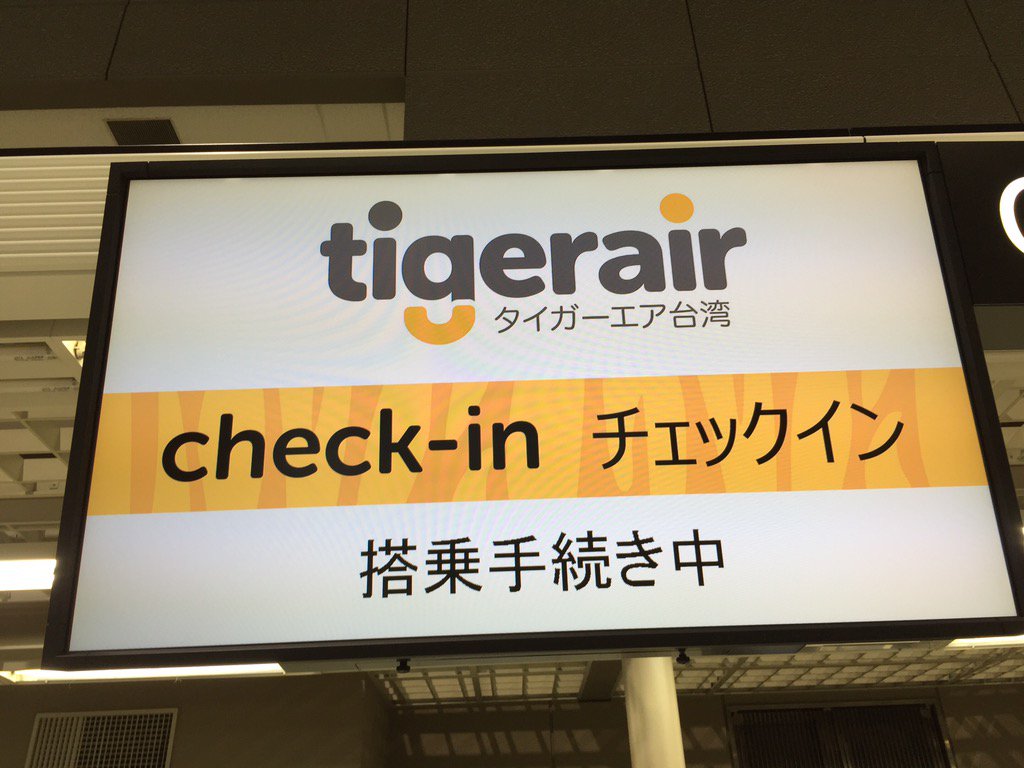 tigerair
タイガーエア台湾
check-in チェックイン
搭乗手続き中